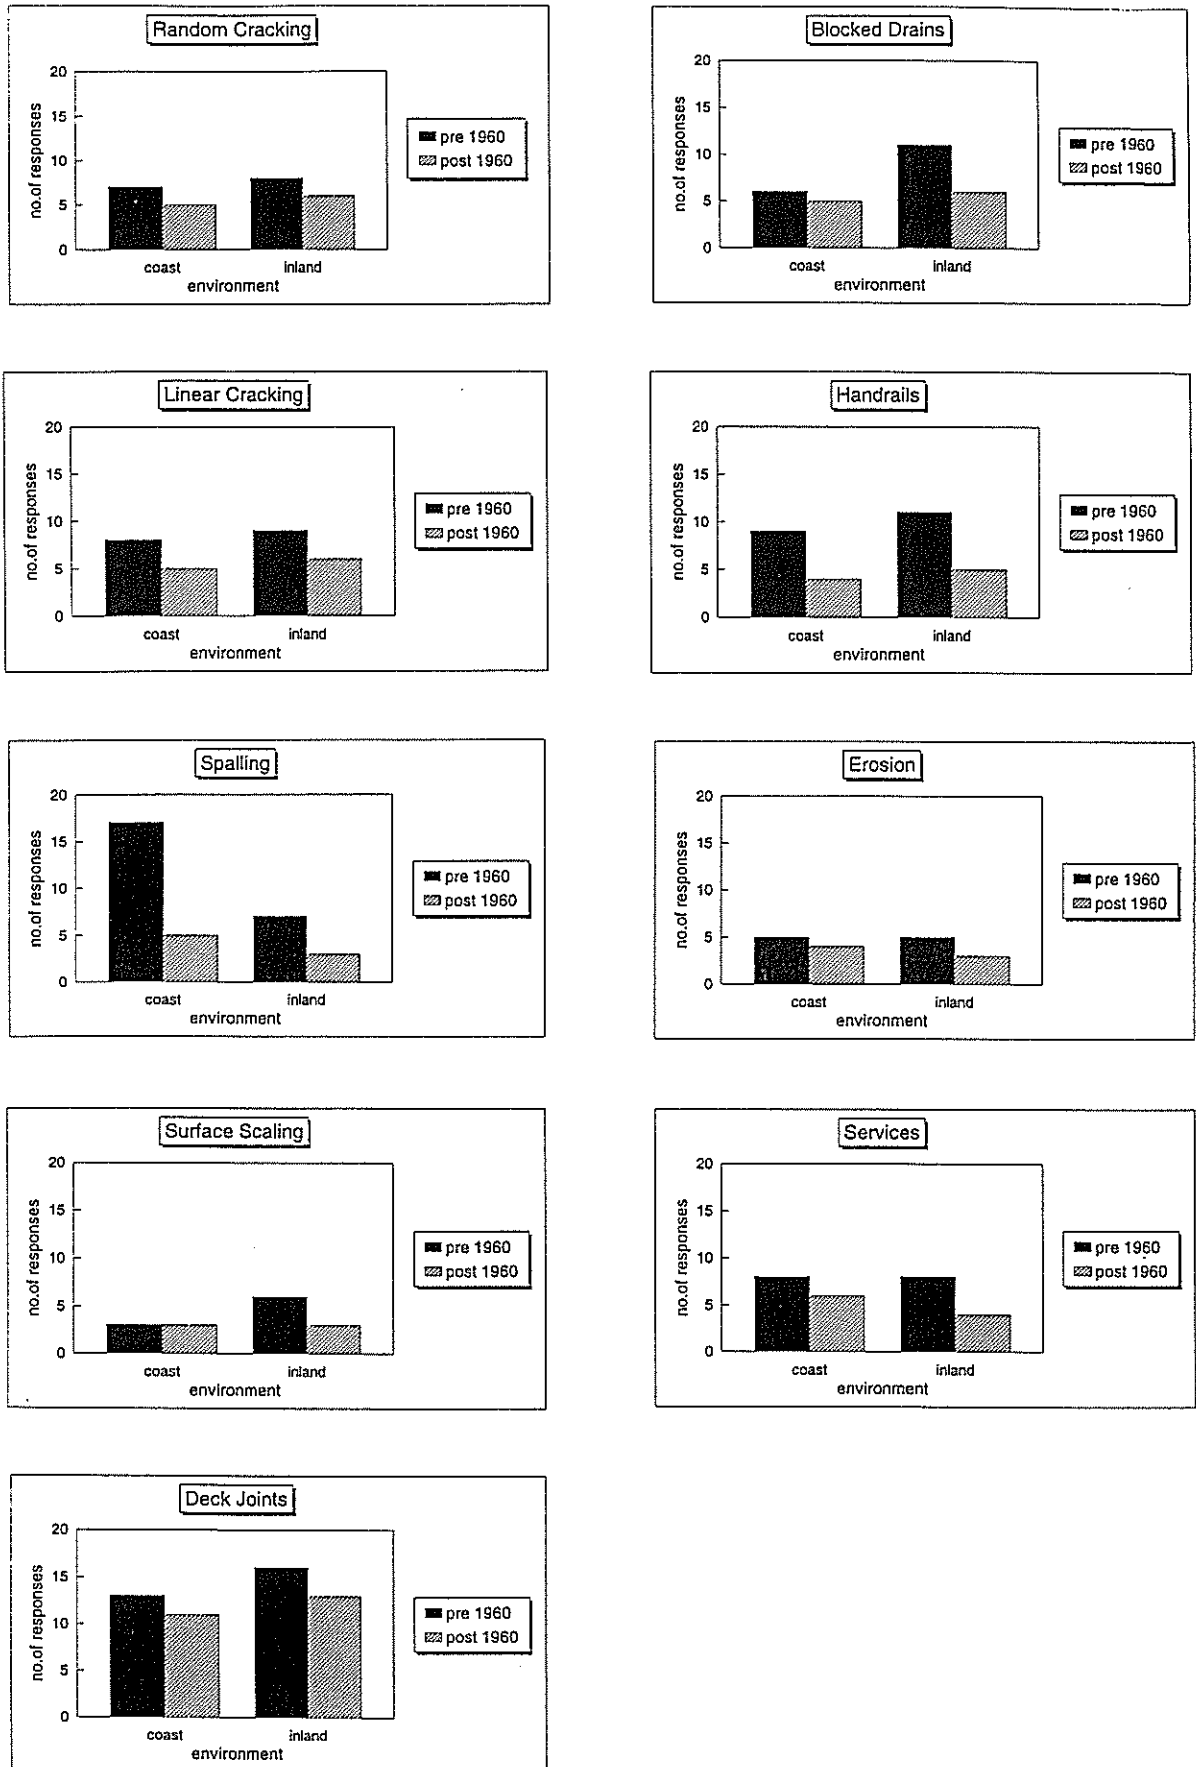 Random Cracking
20
15
10
5
0
no.of responses
coast
inland
environment
pre 1960
post 1960
Blocked Drains
20
15
10
5
0
no.of responses
coast
inland
environment
pre 1960
post 1960
Linear Cracking
20
15
10
5
0
no.of responses
coast
inland
environment
pre 1960
post 1960
Handrails
20
15
10
5
0
no.of responses
coast
inland
environment
pre 1960
post 1960
Spalling
20
15
10
5
0
no.of responses
coast
inland
environment
pre 1960
post 1960
Erosion
20
15
10
5
0
no.of responses
coast
inland
environment
pre 1960
post 1960
Surface Scaling
20
15
10
5
0
no.of responses
coast
inland
environment
pre 1960
post 1960
Services
20
15
10
5
0
no.of responses
coast
inland
environment
pre 1960
post 1960
Deck Joints
20
15
10
5
0
no.of responses
coast
inland
environment
pre 1960
post 1960